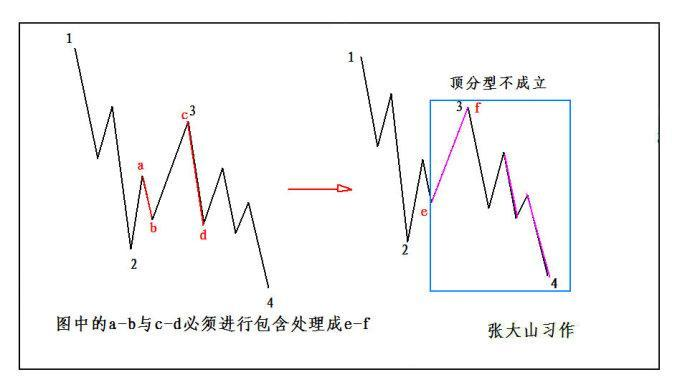 1
1
顶分型不成立
c
3
3
f
a
e
b
d
2
2
4
4
图中的a-b与c-d必须进行包含处理成e-f
张大山习作